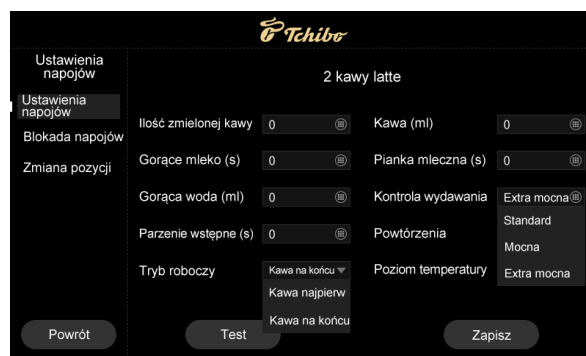 Tchibo
Ustawienia
napojów
2 kawy latte
Ustawienia
napojów
Blokada napojów
Zmiana pozycji
Ilość zmielonej kawy 0
Kawa (ml) 0
Gorące mleko (s) 0
Pianka mleczna (s) 0
Gorąca woda (ml) 0
Kontrola wydawania Extra mocna
Standard
Mocna
Extra mocna
Parzenie wstępne (s) 0
Powtórzenia
Tryb roboczy Kawa na końcu
Kawa najpierw
Kawa na końcu
Poziom temperatury
Powrót
Test
Zapisz